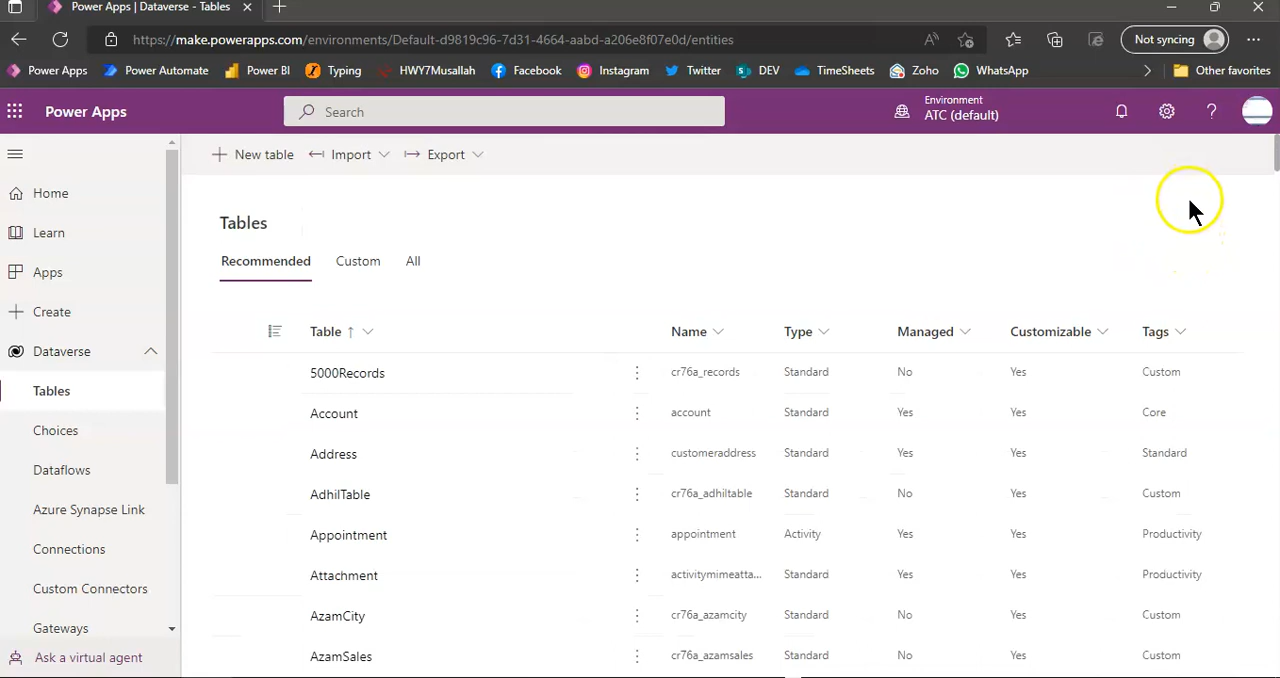 Power Apps | Dataverse - Tables
https://make.powerapps.com/environments/Default-d9819c96-7d31-4664-aabd-a206e8f07e0d/entities
Not syncing
Power Apps Power Automate Power BI Typing HWY7Musallah Facebook Instagram Twitter DEV TimeSheets Zoho WhatsApp Other favorites
Power Apps
Search
Environment
ATC (default)
Home
Learn
Apps
Create
Dataverse
Tables
Choices
Dataflows
Azure Synapse Link
Connections
Custom Connectors
Gateways
Ask a virtual agent
New table Import Export
Tables
Recommended Custom All
Table Name Type Managed Customizable Tags
5000Records cr76a_records Standard No Yes Custom
Account account Standard Yes Yes Core
Address customeraddress Standard Yes Yes Standard
AdhilTable cr76a_adhiltable Standard No Yes Custom
Appointment appointment Activity Yes Yes Productivity
Attachment activitymimeatta... Standard Yes Yes Productivity
AzamCity cr76a_azamcity Standard No Yes Custom
AzamSales cr76a_azamsales Standard No Yes Custom